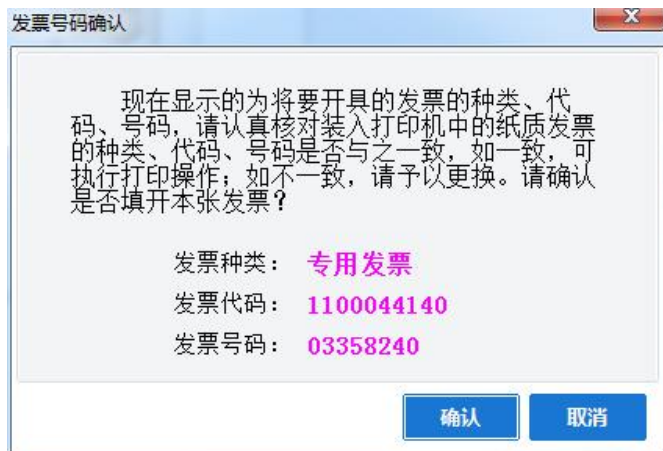 发票号码确认
现在显示的为将要开具的发票的种类、代
码、号码，请认真核对装入打印机中的纸质发票
的种类、代码、号码是否与之一致，如一致，可
执行打印操作；如不一致，请予以更换。请确认
是否填开本张发票？
发票种类： 专用发票
发票代码： 1100044140
发票号码： 03358240
确认 取消